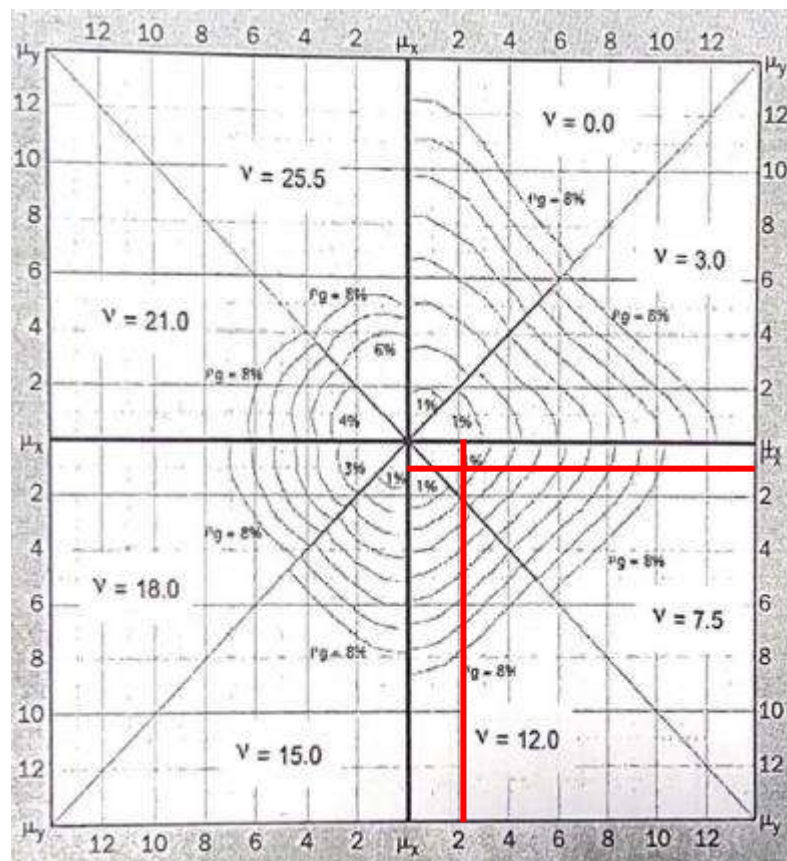 12 10 8 6 4 2 μx 2 4 6 8 10 12
μy μy
12 ν = 0.0 12
10 ν = 25.5 10
ρg = 8%
8 ν = 3.0 8
6 6
ρg = 8%
ν = 21.0 ρg = 8%
4 6% 4
ρg = 8%
2 2
4% 1% 1%
μx μx
3% 1% 1% %
2 2
4 4
ρg = 8% ρg = 8%
6 ν = 18.0 ν = 7.5 6
8 ρg = 8% ρg = 8% 8
10 10
ν = 15.0 ν = 12.0
12 12
μy μy
12 10 8 6 4 2 μx 2 4 6 8 10 12